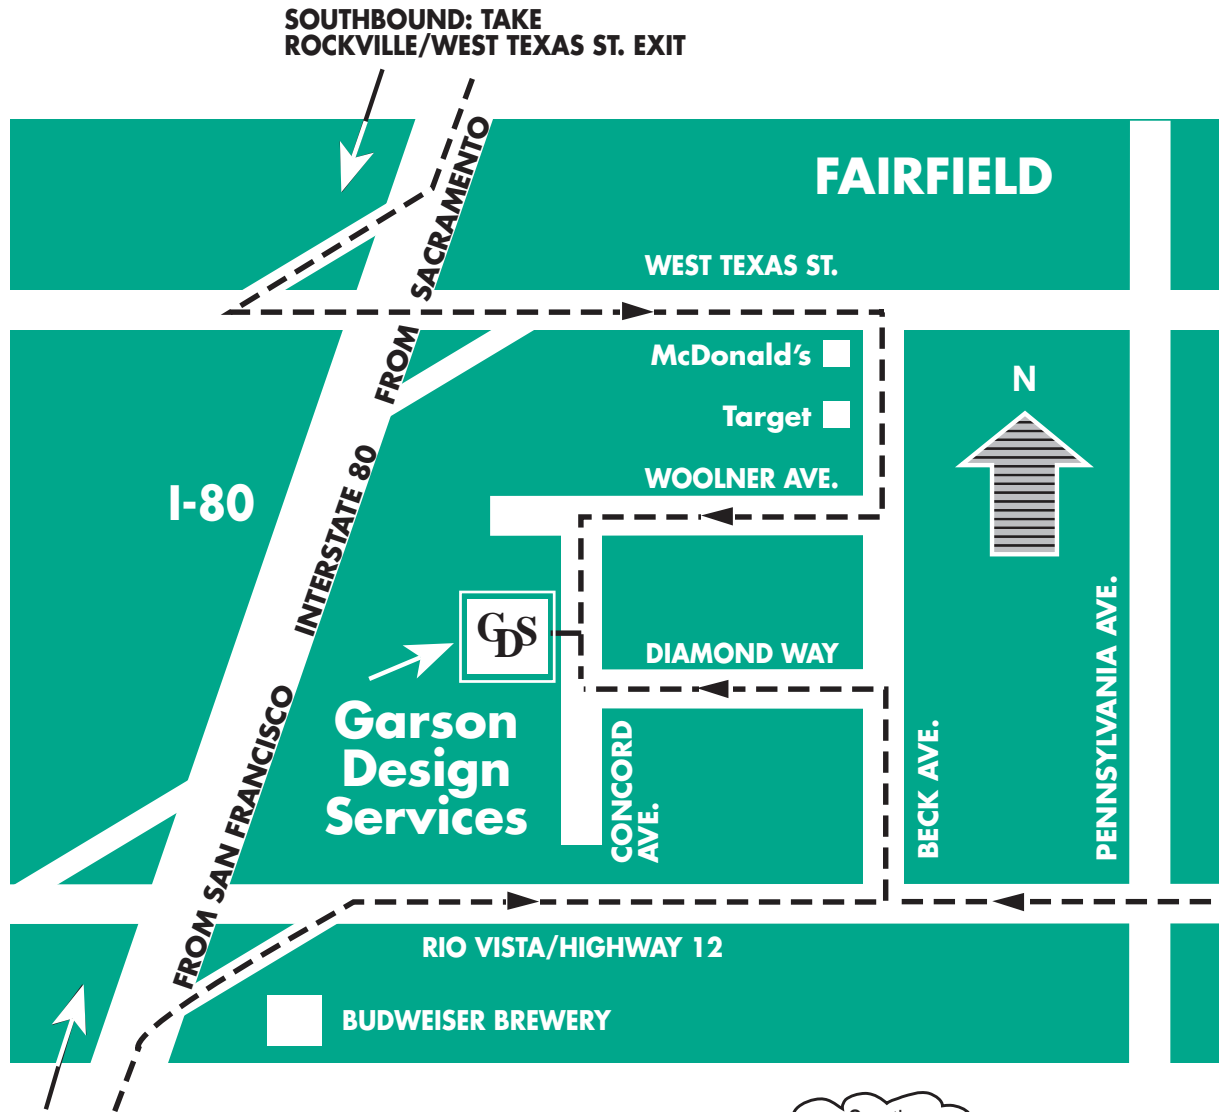 SOUTHBOUND: TAKE
ROCKVILLE/WEST TEXAS ST. EXIT
FAIRFIELD
FROM SACRAMENTO
WEST TEXAS ST.
McDonald's
Target
N
WOOLNER AVE.
I-80
INTERSTATE 80
GDS
DIAMOND WAY
Garson
Design
Services
CONCORD
AVE.
BECK AVE.
PENNSYLVANIA AVE.
FROM SAN FRANCISCO
RIO VISTA/HIGHWAY 12
BUDWEISER BREWERY